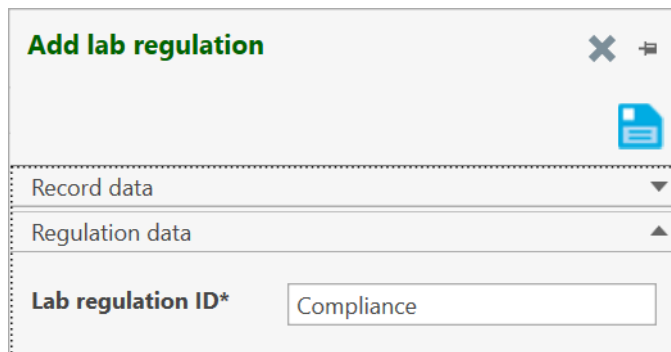 Add lab regulation
Record data
Regulation data
Lab regulation ID* Compliance